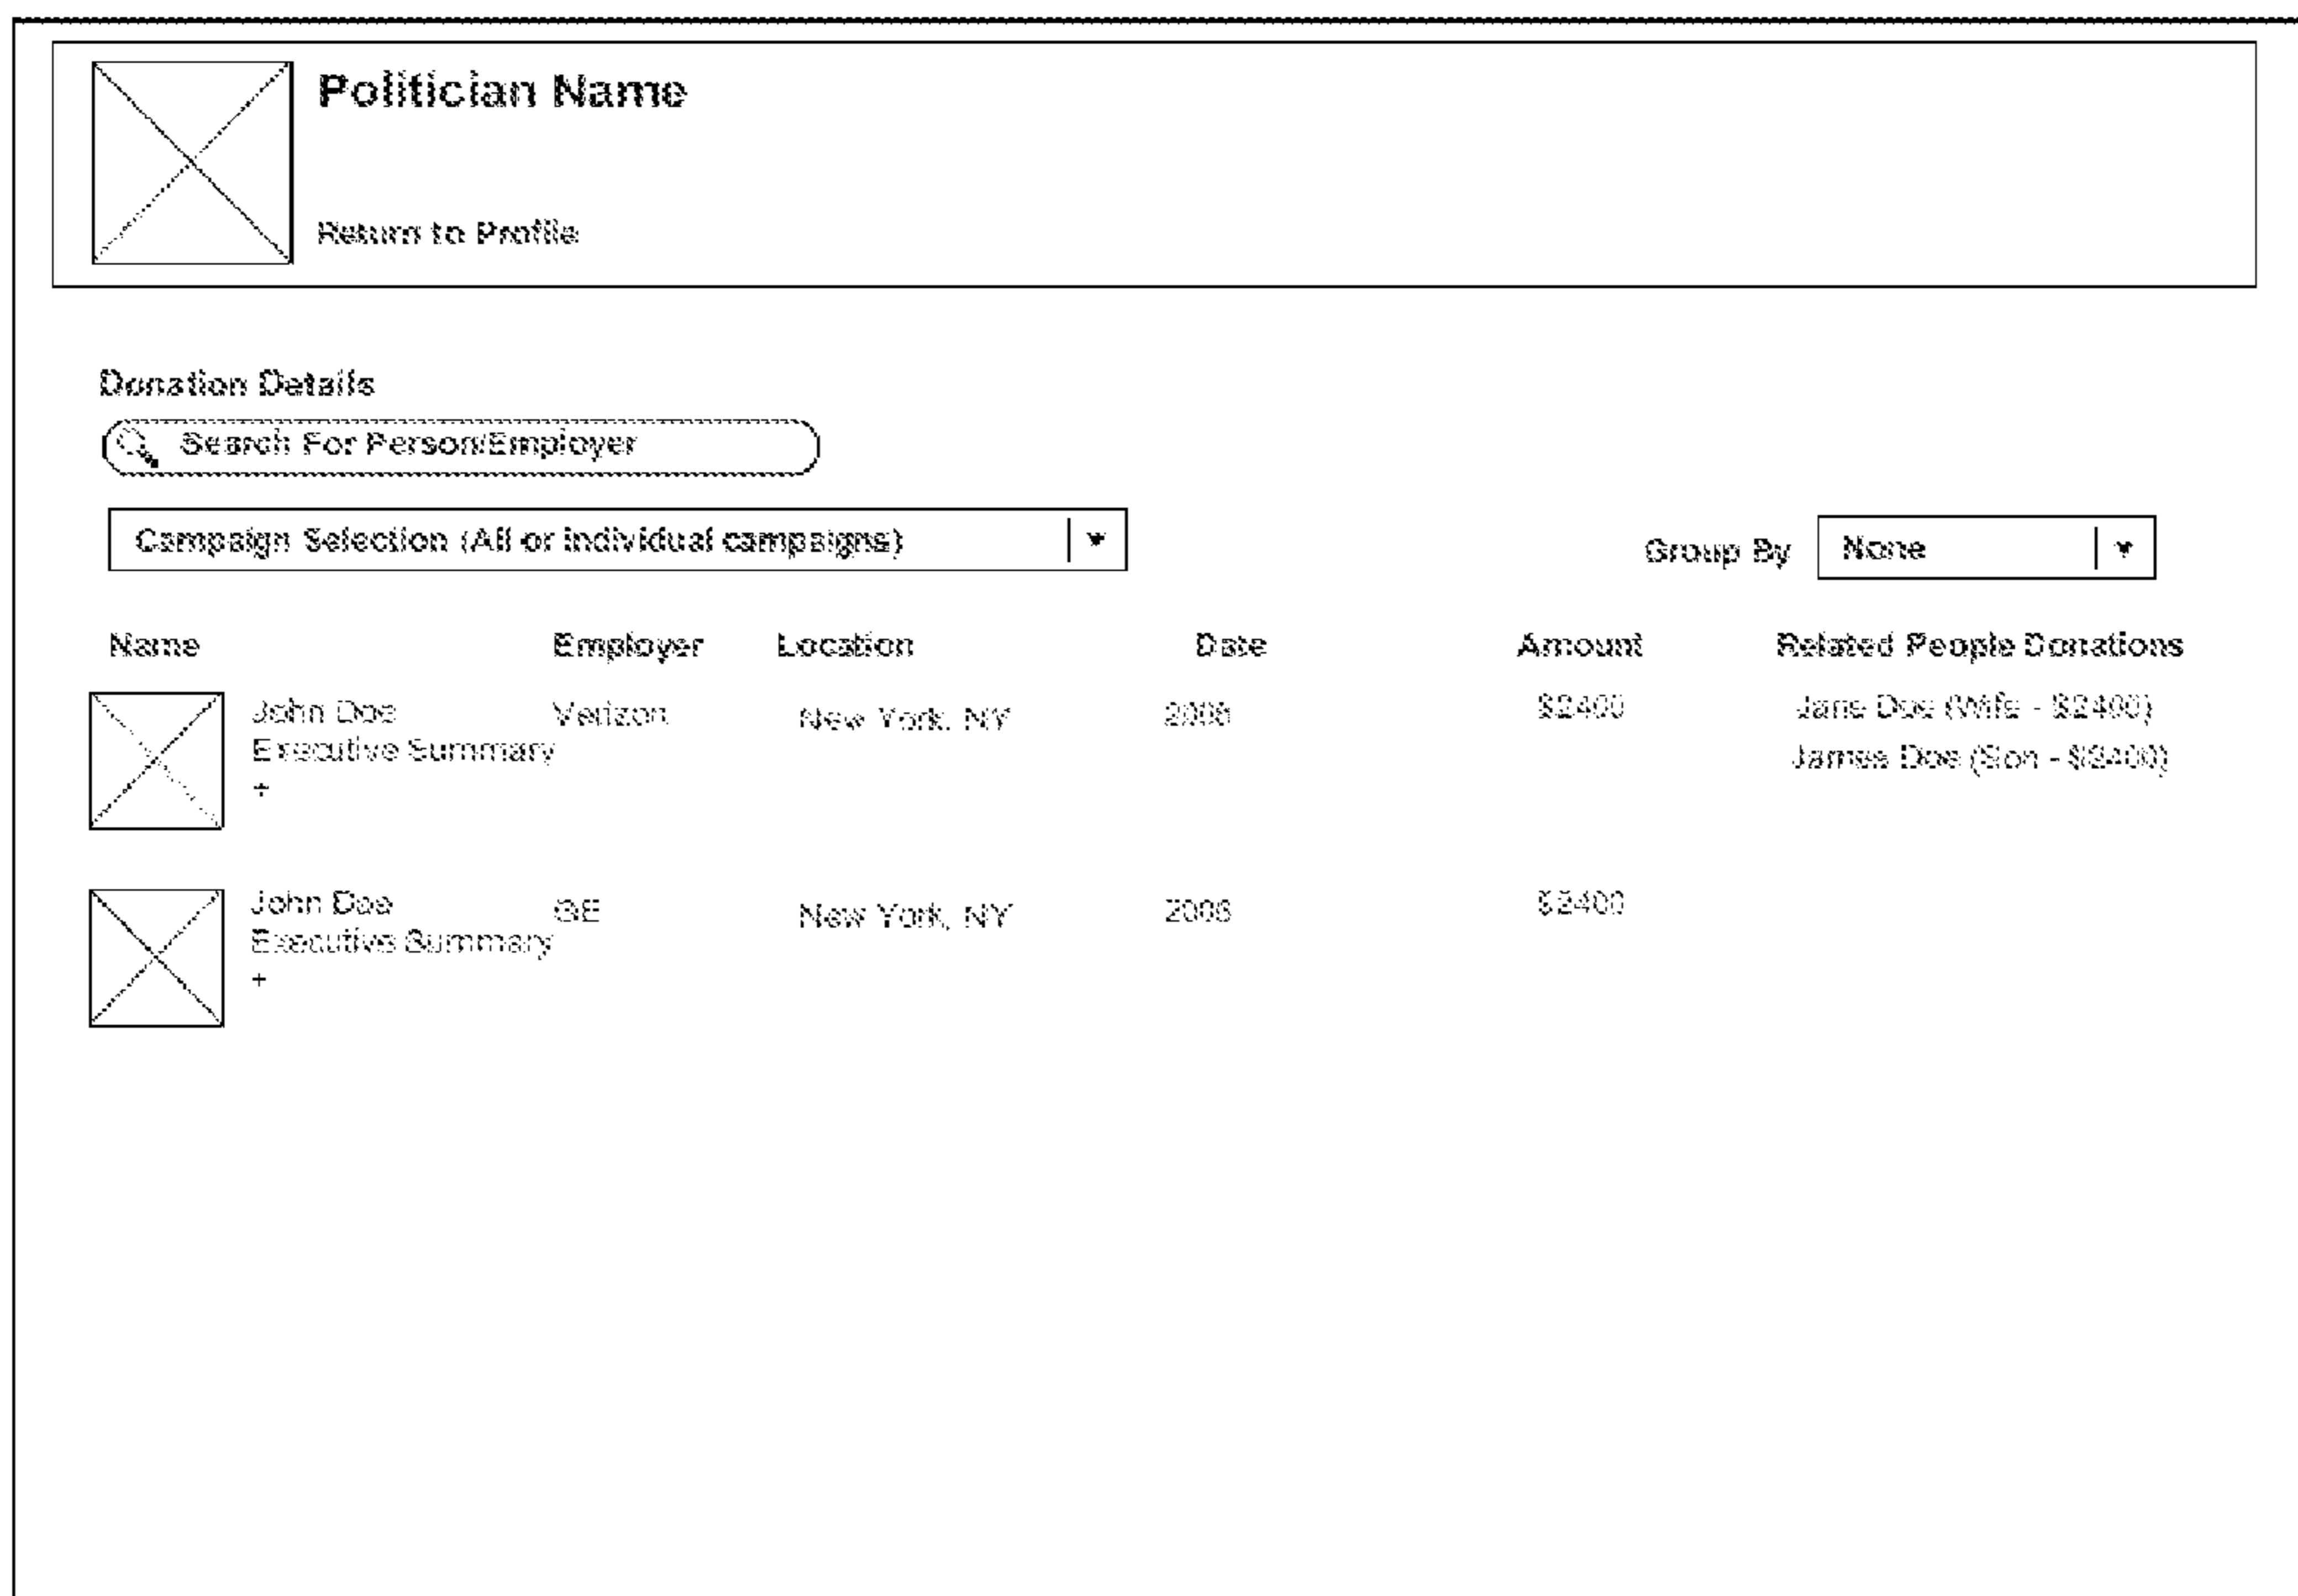 Politician Name
Return to Profile
Donation Details
Search For Person/Employer
Campaign Selection (All or individual campaigns)
Group By None
Name Employer Location Date Amount Related People Donations
John Doe Verizon New York, NY 2008 $2400 Jane Doe (Wife - $2400)
Executive Summary James Doe (Son - $2400)
+
John Doe GE New York, NY 2008 $2400
Executive Summary
+